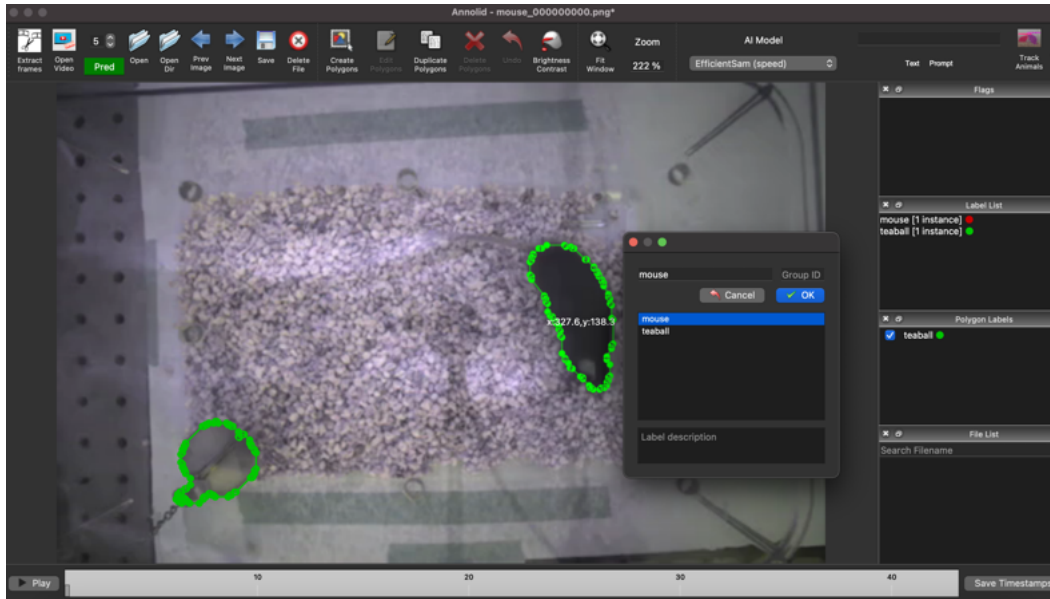 Annolid - mouse_000000000.png*
5
Zoom
AI Model
Extract frames
Open Video
Pred
Open
Open Dir
Prev Image
Next Image
Save
Delete File
Create Polygons
Edit Polygons
Duplicate Polygons
Delete Polygons
Undo
Brightness Contrast
Fit Window
222 %
EfficientSam (speed)
Text Prompt
Track Animals
Flags
Label List
mouse [1 instance]
teaball [1 instance]
mouse
Group ID
Cancel
OK
mouse
teaball
x:327.6,y:138.3
Label description
Polygon Labels
teaball
File List
Search Filename
Play
10
20
30
40
Save Timestamps